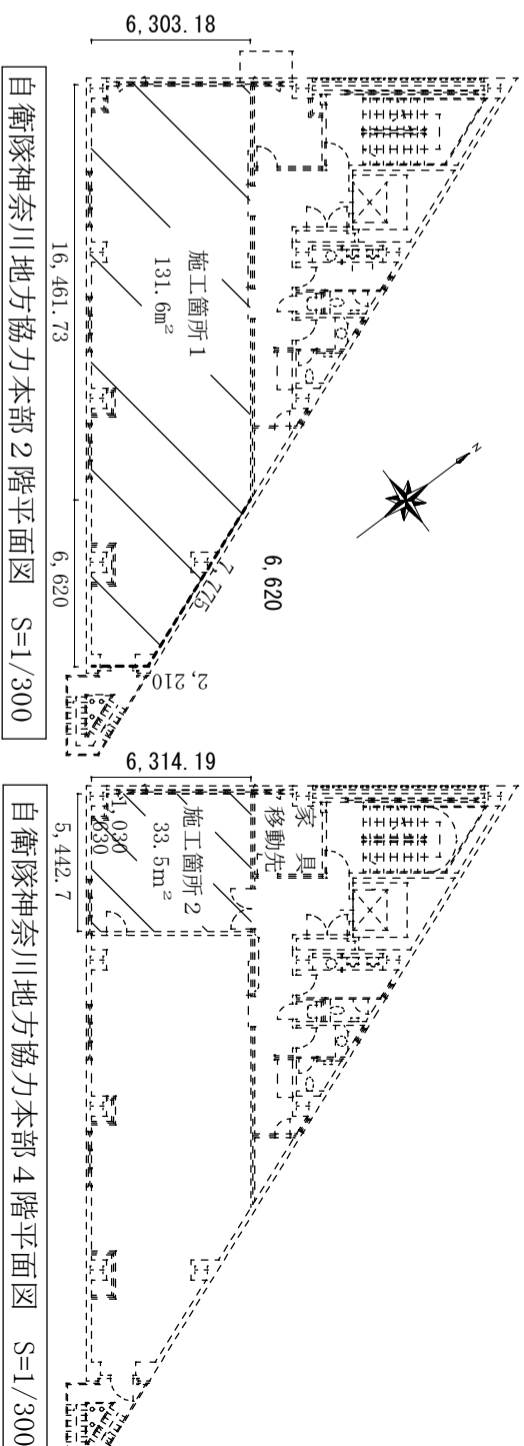 6,303.18
16,461.73
6,620
施工箇所1
131.6m²
7,775
6,620
2,210
N
自衛隊神奈川地方協力本部2階平面図 S=1/300
6,314.19
5,442.7
1,030
630
施工箇所2
33.5m²
家具
移動先
自衛隊神奈川地方協力本部4階平面図 S=1/300